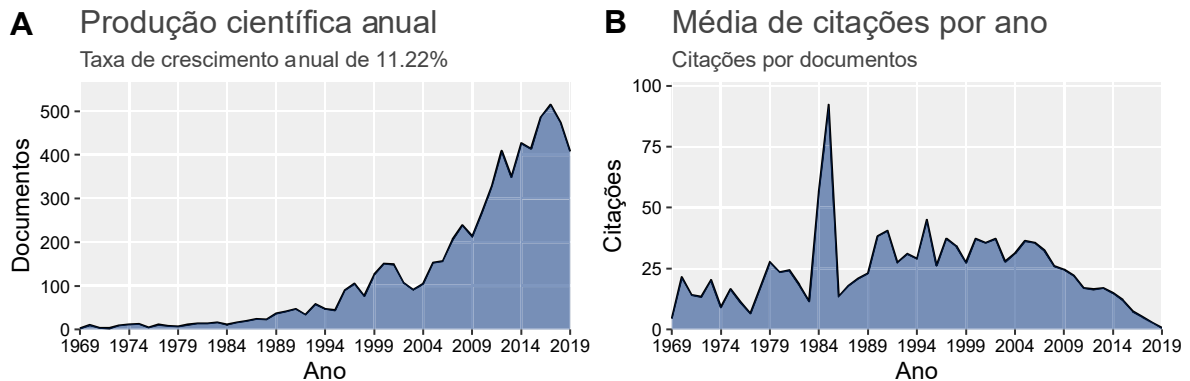 A
Produção científica anual
Taxa de crescimento anual de 11.22%
Documentos
500
400
300
200
100
0
1969 1974 1979 1984 1989 1994 1999 2004 2009 2014 2019
Ano
B
Média de citações por ano
Citações por documentos
Citações
100
75
50
25
0
1969 1974 1979 1984 1989 1994 1999 2004 2009 2014 2019
Ano